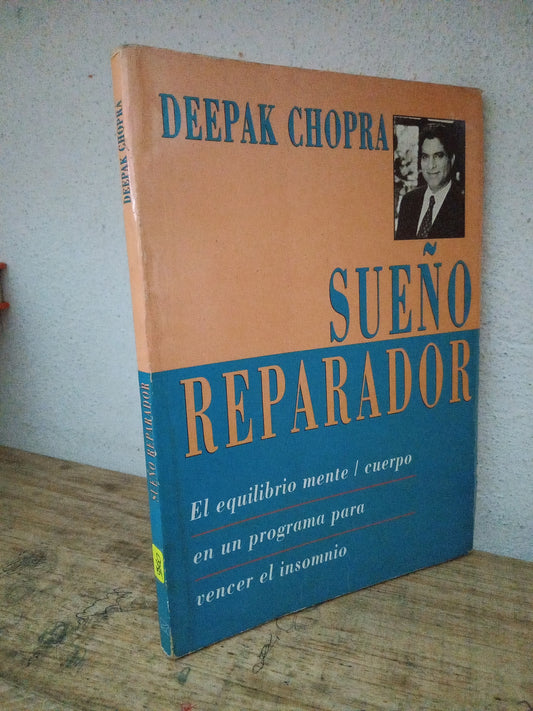 DEEPAK CHOPRA
SUEÑO
REPARADOR
El equilibrio mente / cuerpo
en un programa para
vencer el insomnio
DEEPAK CHOPRA
SUEÑO REPARADOR